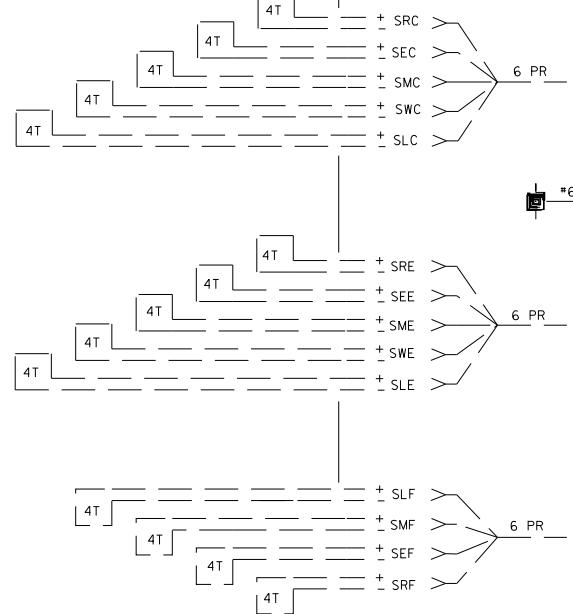 4T + - SRC
4T + - SEC
4T + - SMC 6 PR
4T + - SWC
4T + - SLC
#6
4T + - SRE
4T + - SEE
4T + - SME 6 PR
4T + - SWE
4T + - SLE
4T + - SLF
4T + - SMF 6 PR
4T + - SEF
4T + - SRF